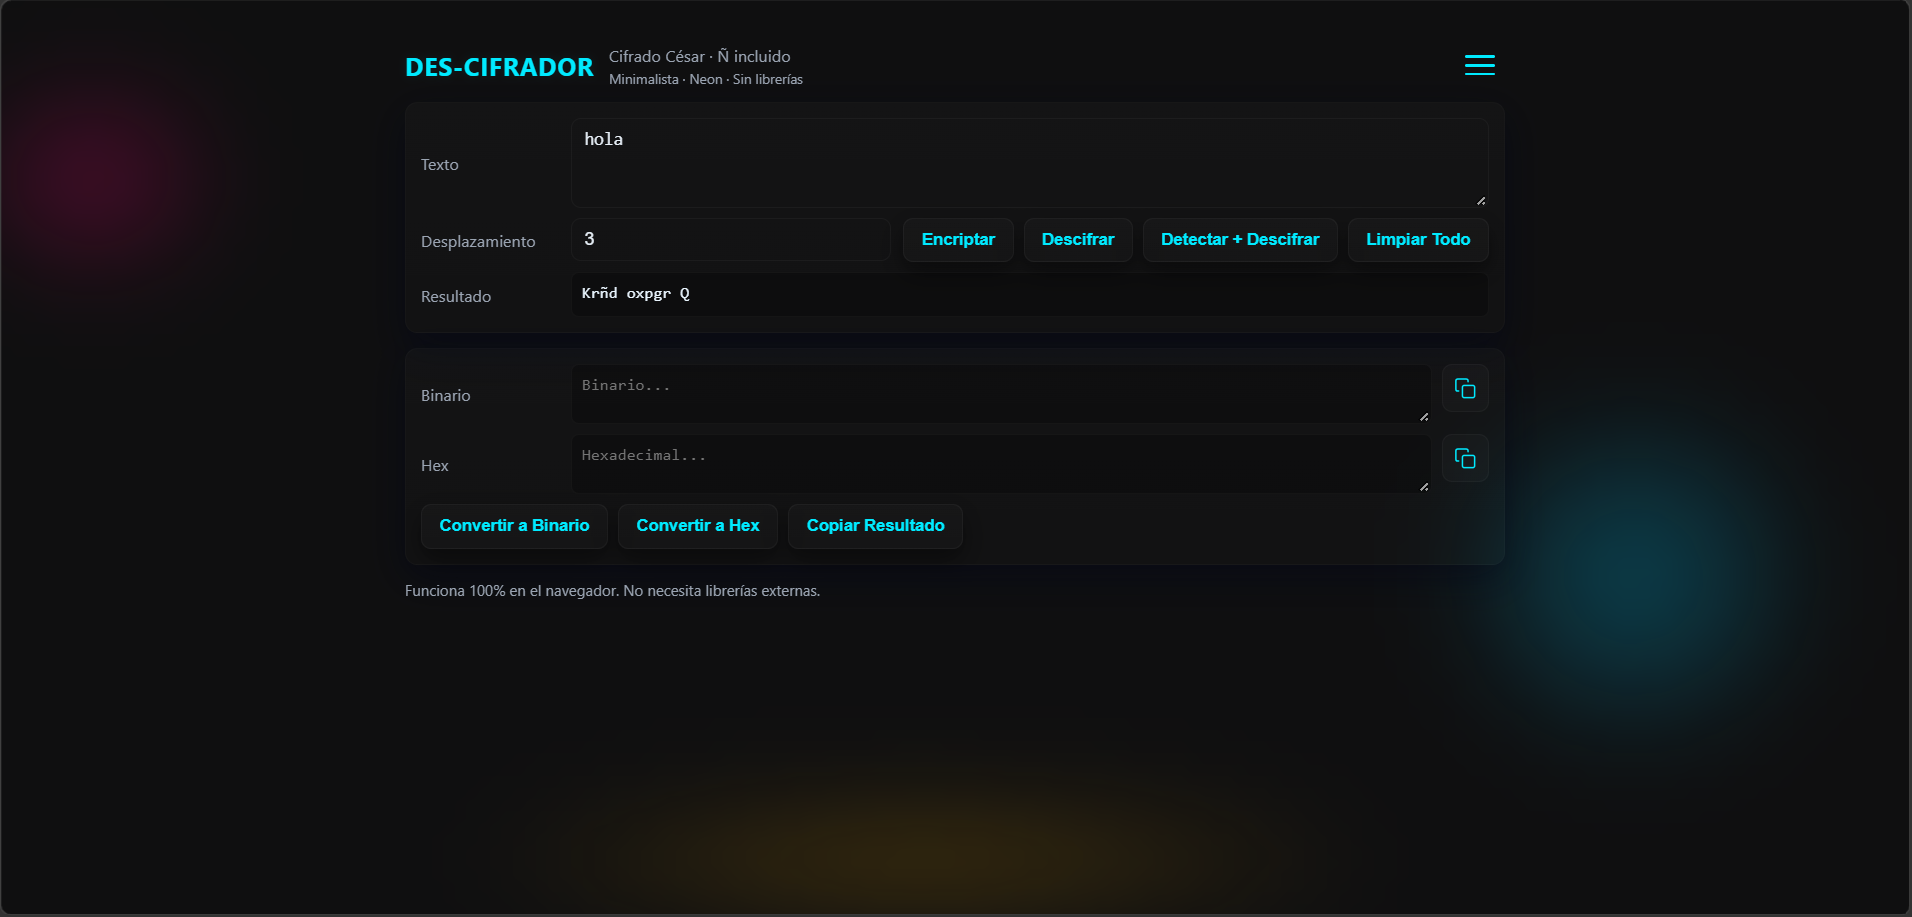 DES-CIFRADOR
Cifrado César · Ñ incluido
Minimalista · Neon · Sin librerías
Texto
hola
Desplazamiento
3
Encriptar
Descifrar
Detectar + Descifrar
Limpiar Todo
Resultado
Krñd oxpgr Q
Binario
Binario...
Hex
Hexadecimal...
Convertir a Binario
Convertir a Hex
Copiar Resultado
Funciona 100% en el navegador. No necesita librerías externas.